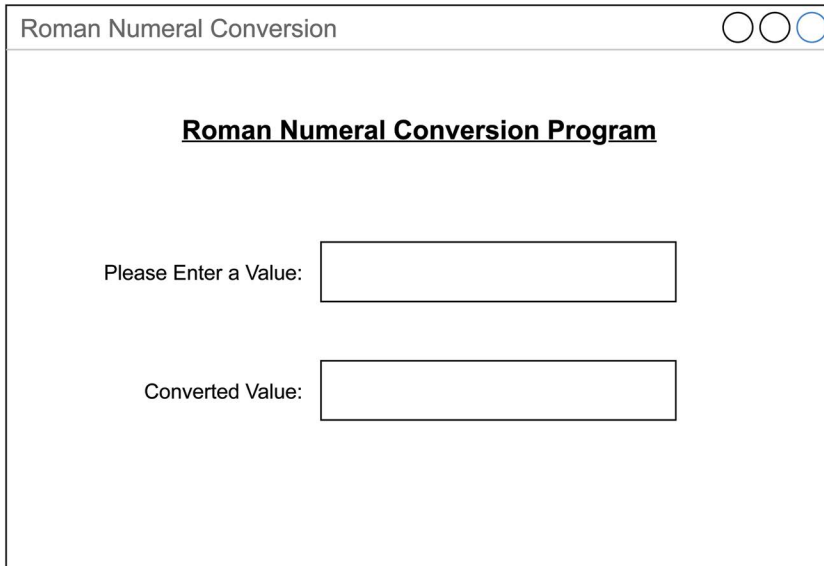 Roman Numeral Conversion
Roman Numeral Conversion Program
Please Enter a Value:
Converted Value: